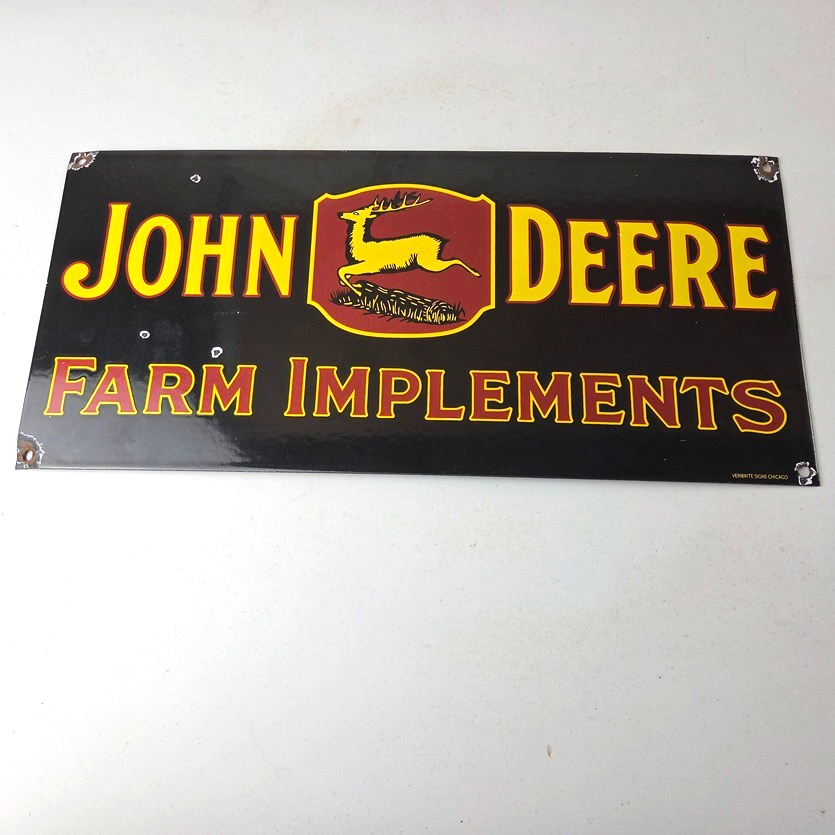 JOHN DEERE
FARM IMPLEMENTS
VERIBRITE SIGNS CHICAGO